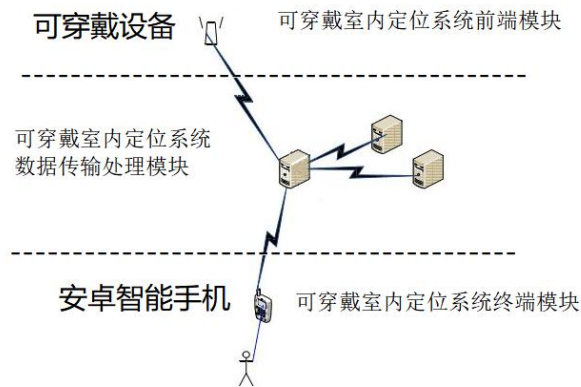 可穿戴设备
可穿戴室内定位系统前端模块
可穿戴室内定位系统
数据传输处理模块
安卓智能手机
可穿戴室内定位系统终端模块